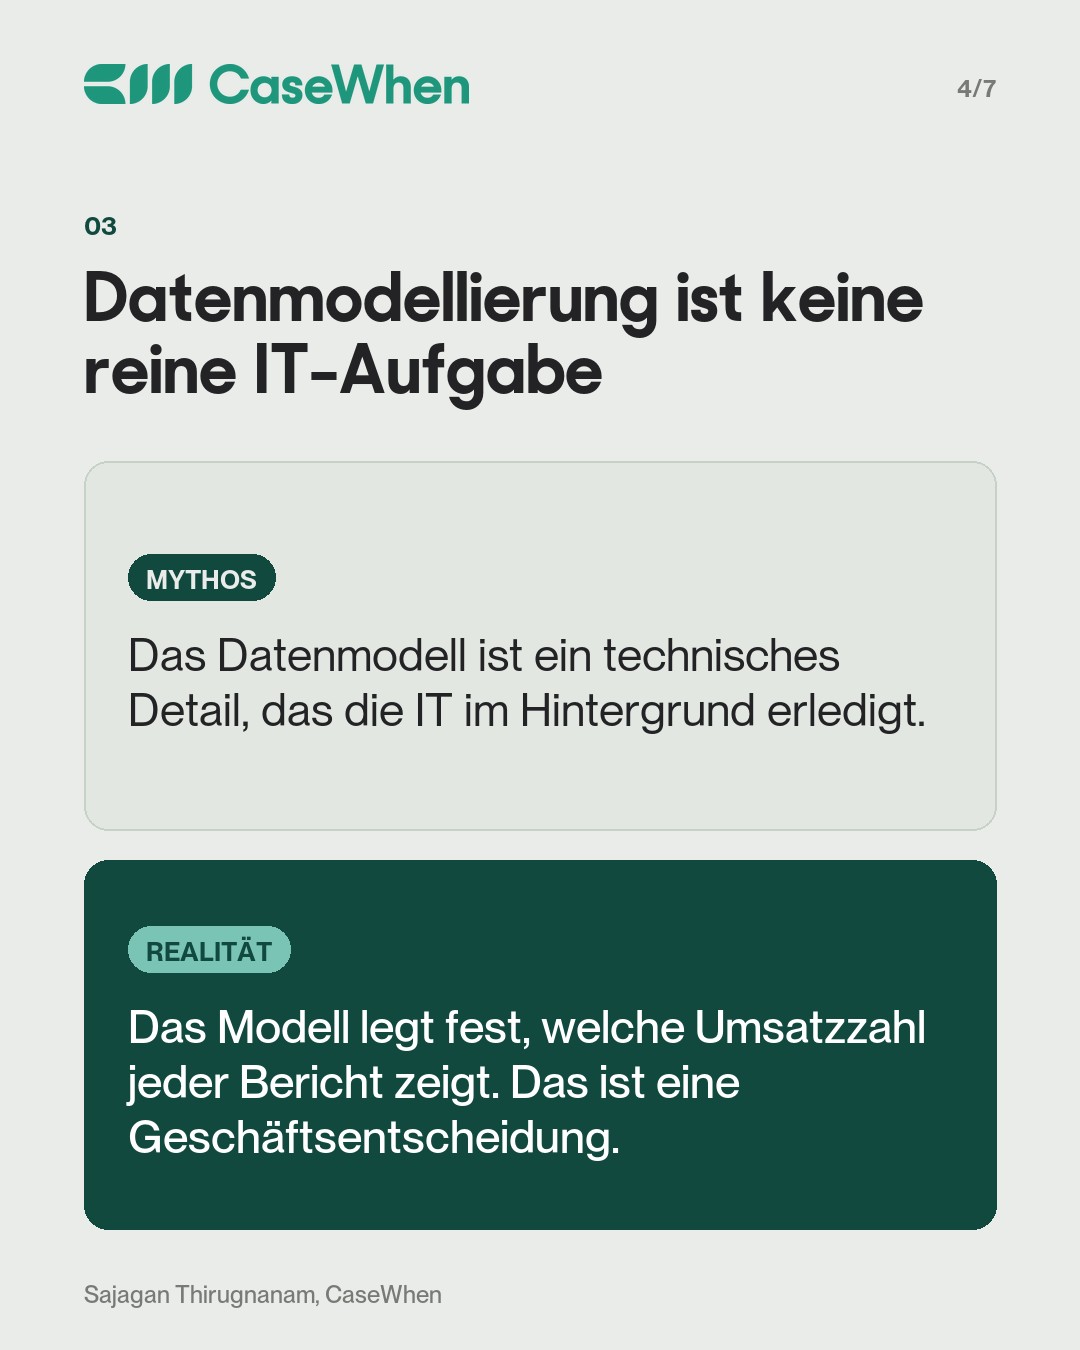 CaseWhen
4/7
03
Datenmodellierung ist keine
reine IT-Aufgabe
MYTHOS
Das Datenmodell ist ein technisches
Detail, das die IT im Hintergrund erledigt.
REALITÄT
Das Modell legt fest, welche Umsatzzahl
jeder Bericht zeigt. Das ist eine
Geschäftsentscheidung.
Sajagan Thirugnanam, CaseWhen